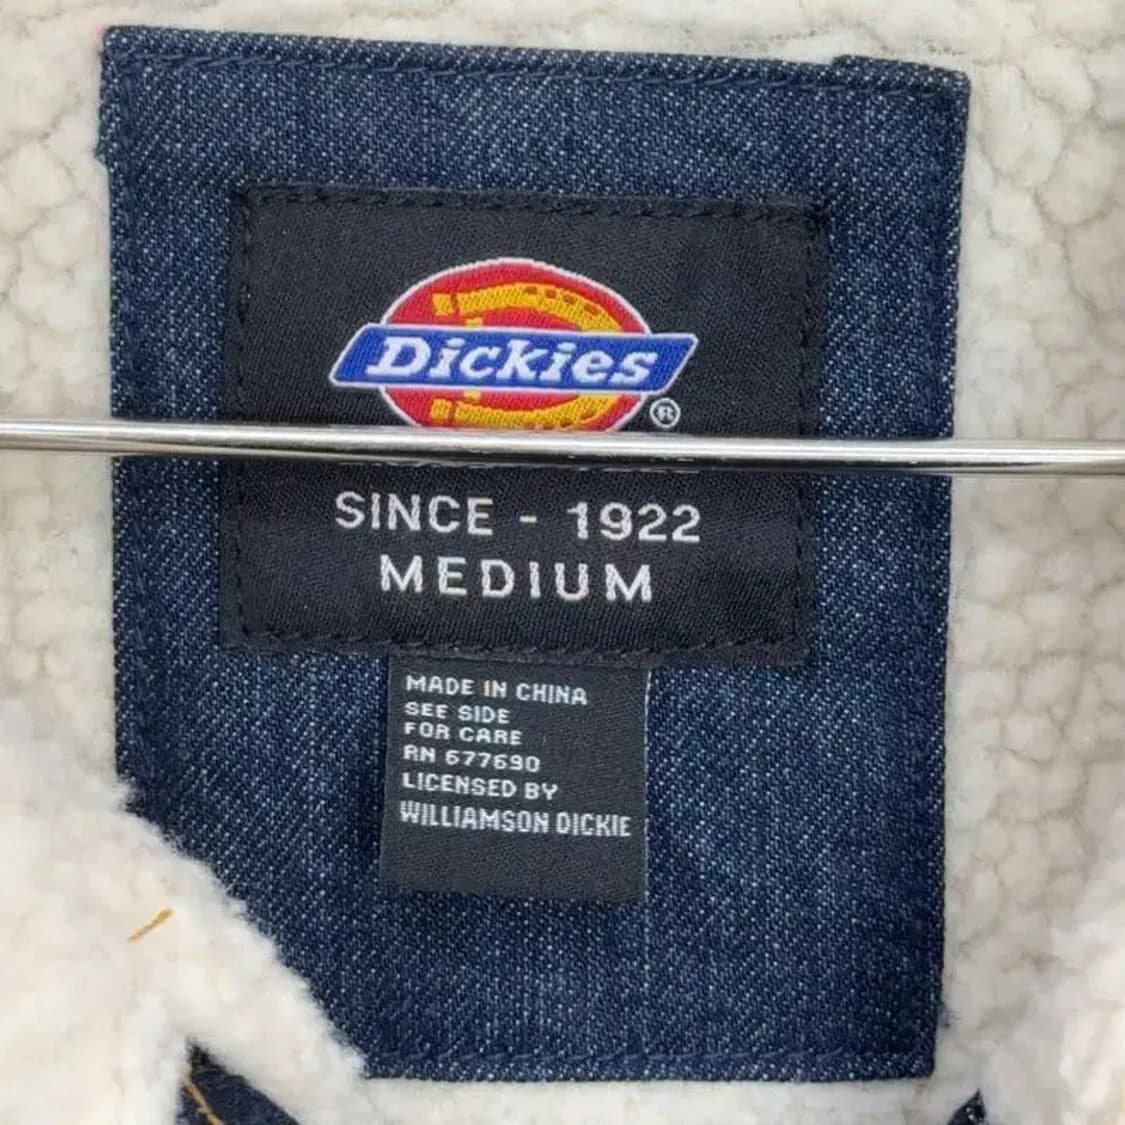 Dickies
®
SINCE - 1922
MEDIUM
MADE IN CHINA
SEE SIDE
FOR CARE
RN 677690
LICENSED BY
WILLIAMSON DICKIE